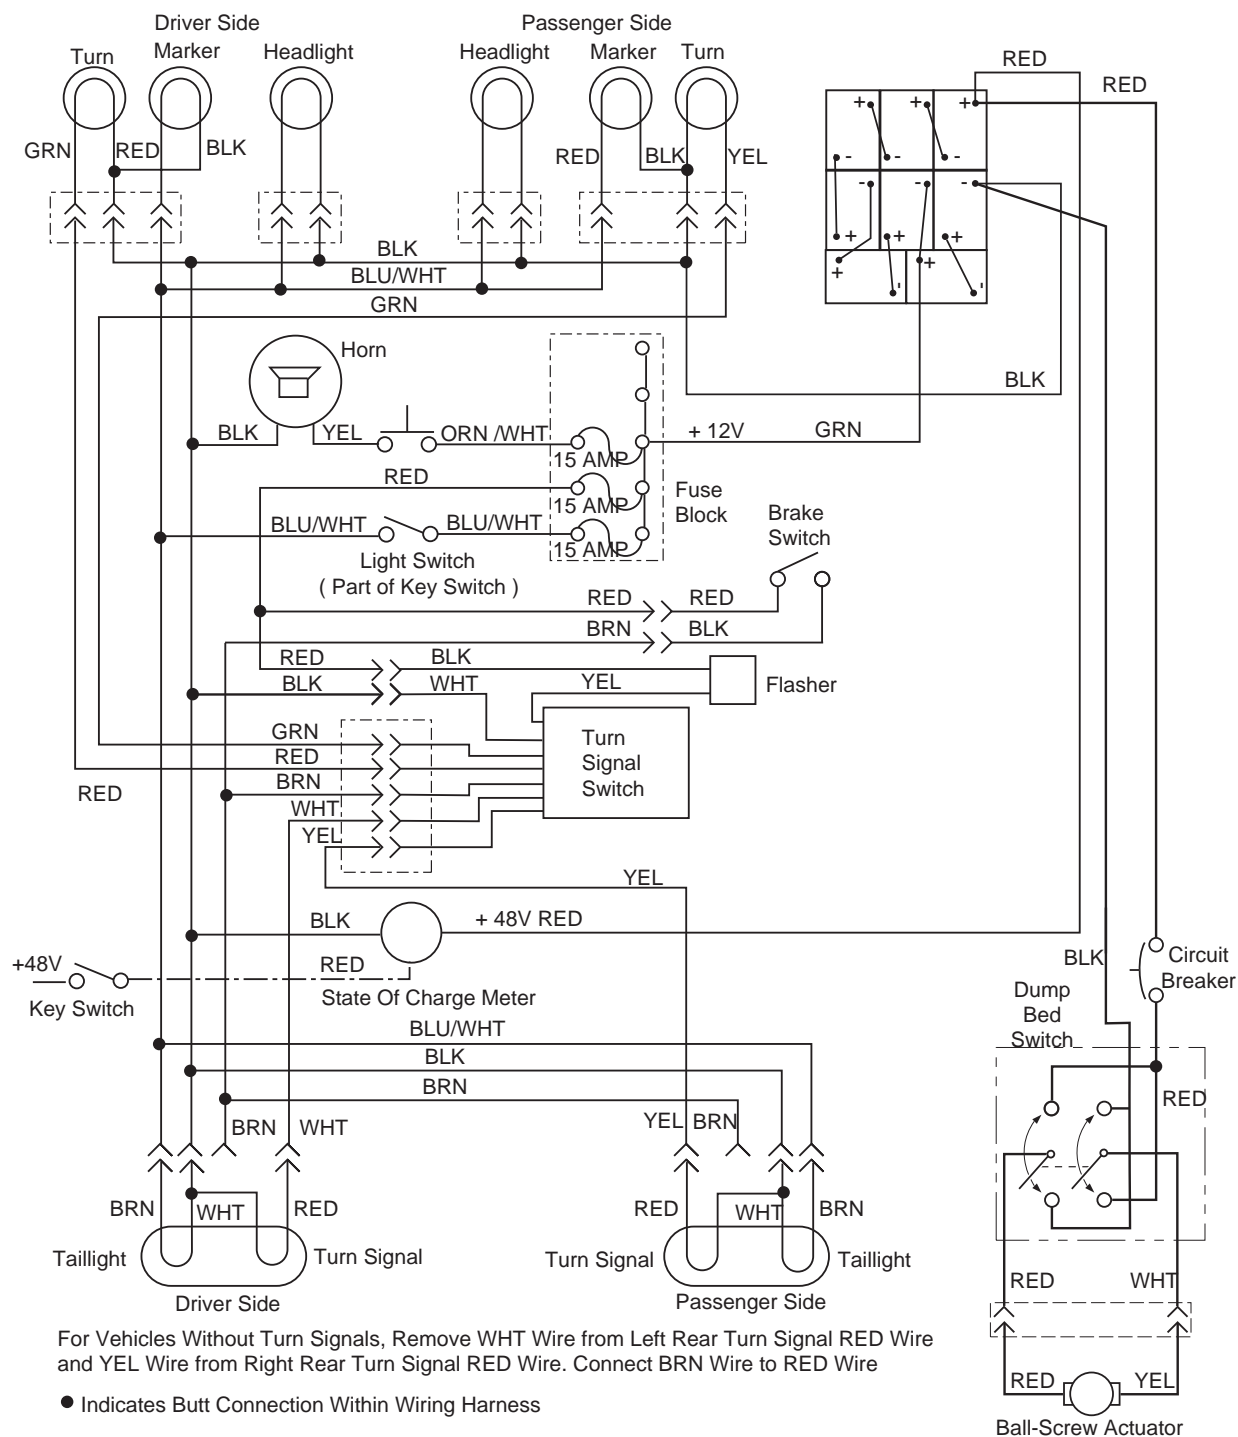 Driver Side
Passenger Side
Turn
Marker
Headlight
Headlight
Marker
Turn
RED
RED
GRN
RED
BLK
RED
BLK
YEL
+ + +
- - -
- - -
+ + +
+ +
' '
BLK
BLU/WHT
GRN
Horn
BLK
BLK
YEL
ORN /WHT
+ 12V
GRN
15 AMP
RED
15 AMP
Fuse
Block
BLU/WHT
BLU/WHT
15 AMP
Brake
Switch
Light Switch
( Part of Key Switch )
RED
RED
BRN
BLK
RED
BLK
BLK
WHT
YEL
Flasher
GRN
RED
BRN
WHT
YEL
Turn
Signal
Switch
RED
YEL
BLK
+ 48V RED
+48V
RED
Key Switch
State Of Charge Meter
BLK
Circuit
Breaker
Dump
Bed
Switch
BLU/WHT
BLK
BRN
RED
BRN
WHT
YEL
BRN
BRN
WHT
RED
RED
WHT
BRN
Taillight
Turn Signal
Turn Signal
Taillight
Driver Side
Passenger Side
RED
WHT
For Vehicles Without Turn Signals, Remove WHT Wire from Left Rear Turn Signal RED Wire
and YEL Wire from Right Rear Turn Signal RED Wire. Connect BRN Wire to RED Wire
RED
YEL
Indicates Butt Connection Within Wiring Harness
Ball-Screw Actuator